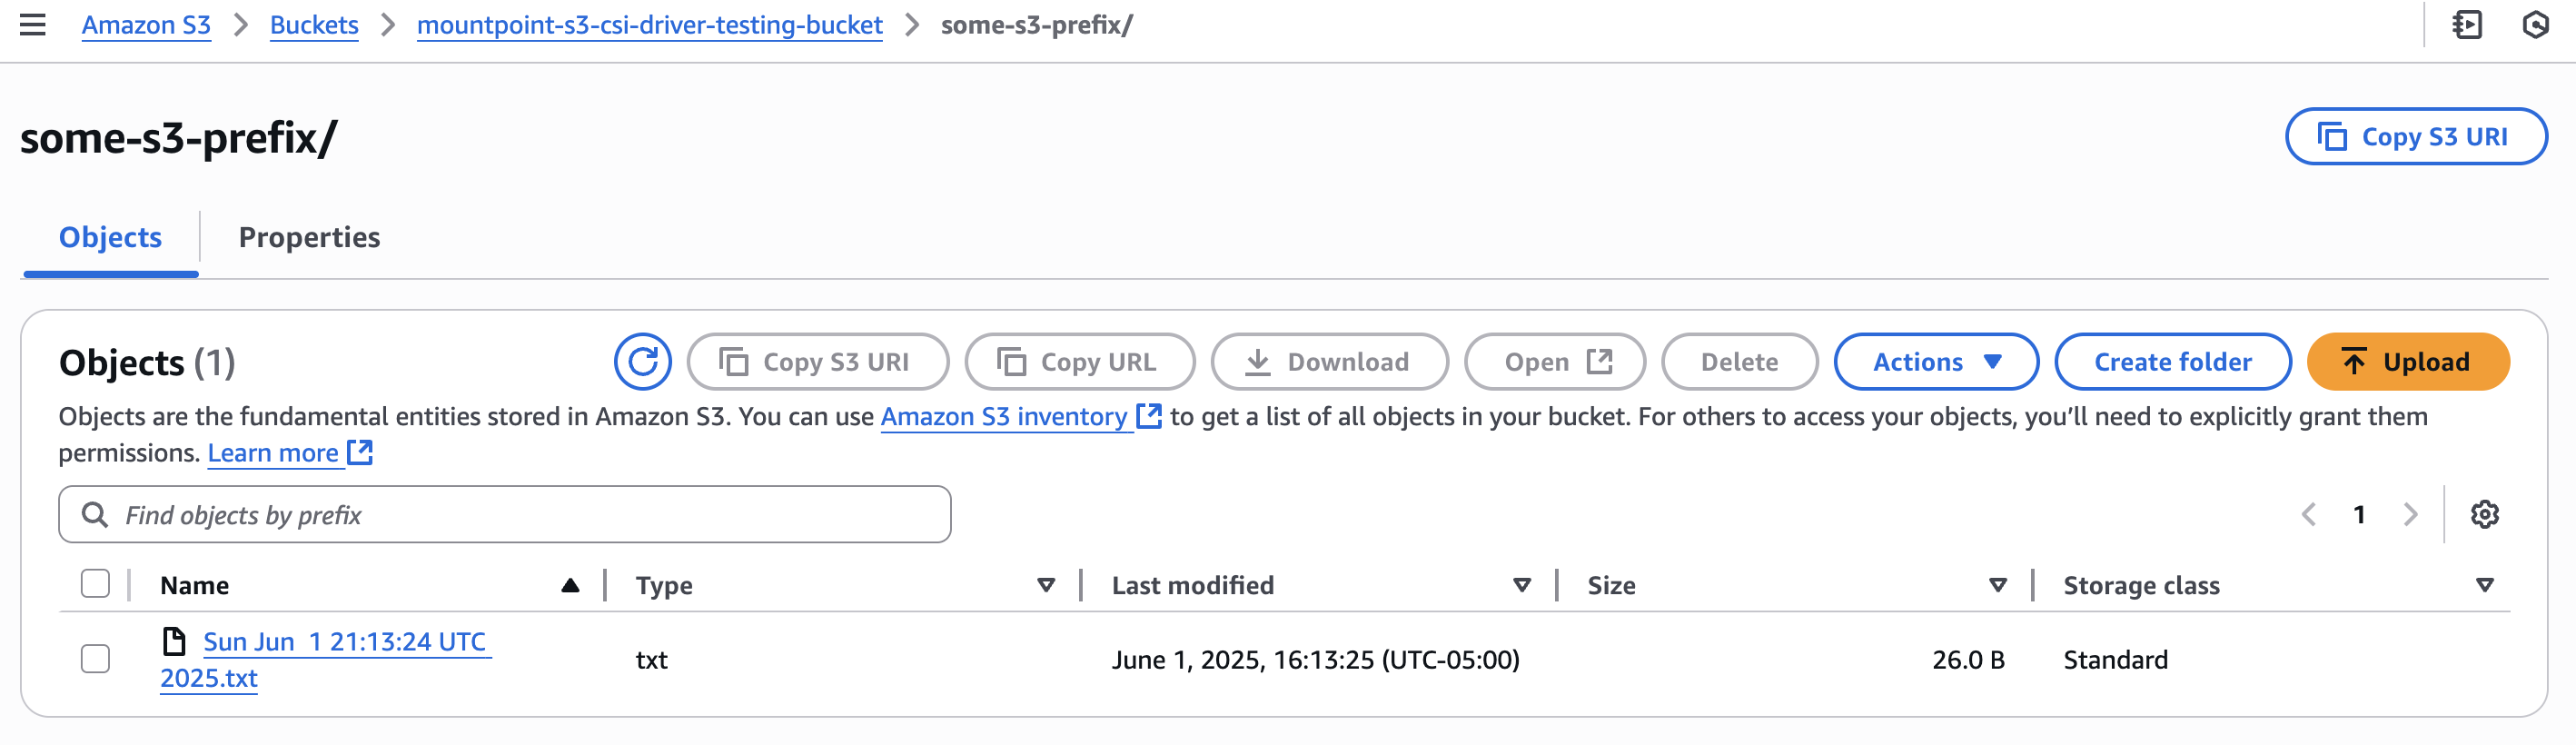 Amazon S3 > Buckets > mountpoint-s3-csi-driver-testing-bucket > some-s3-prefix/
some-s3-prefix/
Copy S3 URI
Objects
Properties
Objects (1)
Copy S3 URI
Copy URL
Download
Open
Delete
Actions
Create folder
Upload
Objects are the fundamental entities stored in Amazon S3. You can use Amazon S3 inventory to get a list of all objects in your bucket. For others to access your objects, you’ll need to explicitly grant them
permissions. Learn more
Find objects by prefix
1
Name
Type
Last modified
Size
Storage class
Sun Jun  1 21:13:24 UTC
2025.txt
txt
June 1, 2025, 16:13:25 (UTC-05:00)
26.0 B
Standard